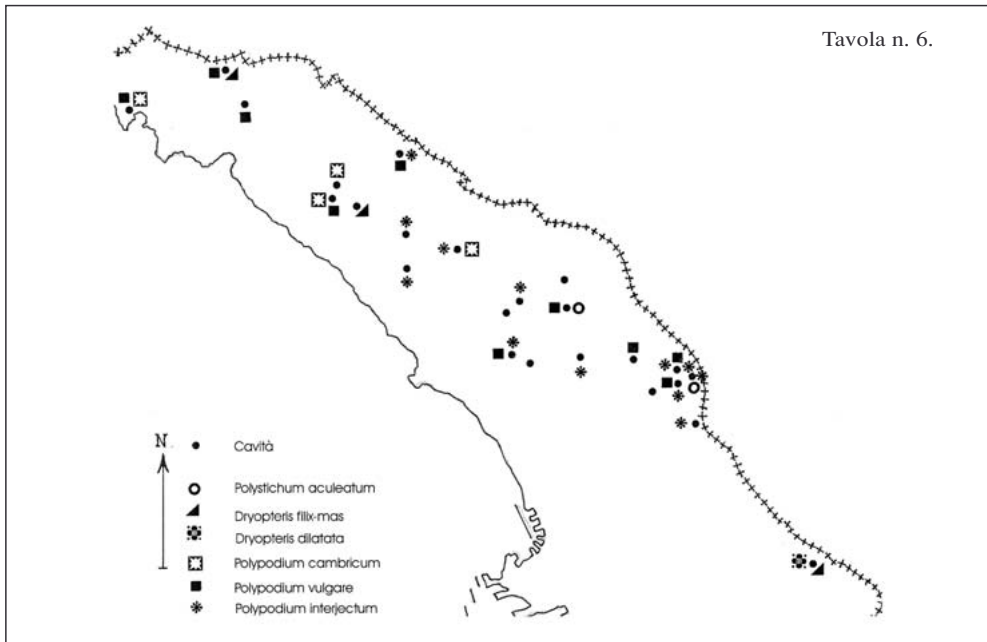 Tavola n. 6.
N
Cavità
Polystichum aculeatum
Dryopteris filix-mas
Dryopteris dilatata
Polypodium cambricum
Polypodium vulgare
Polypodium interjectum